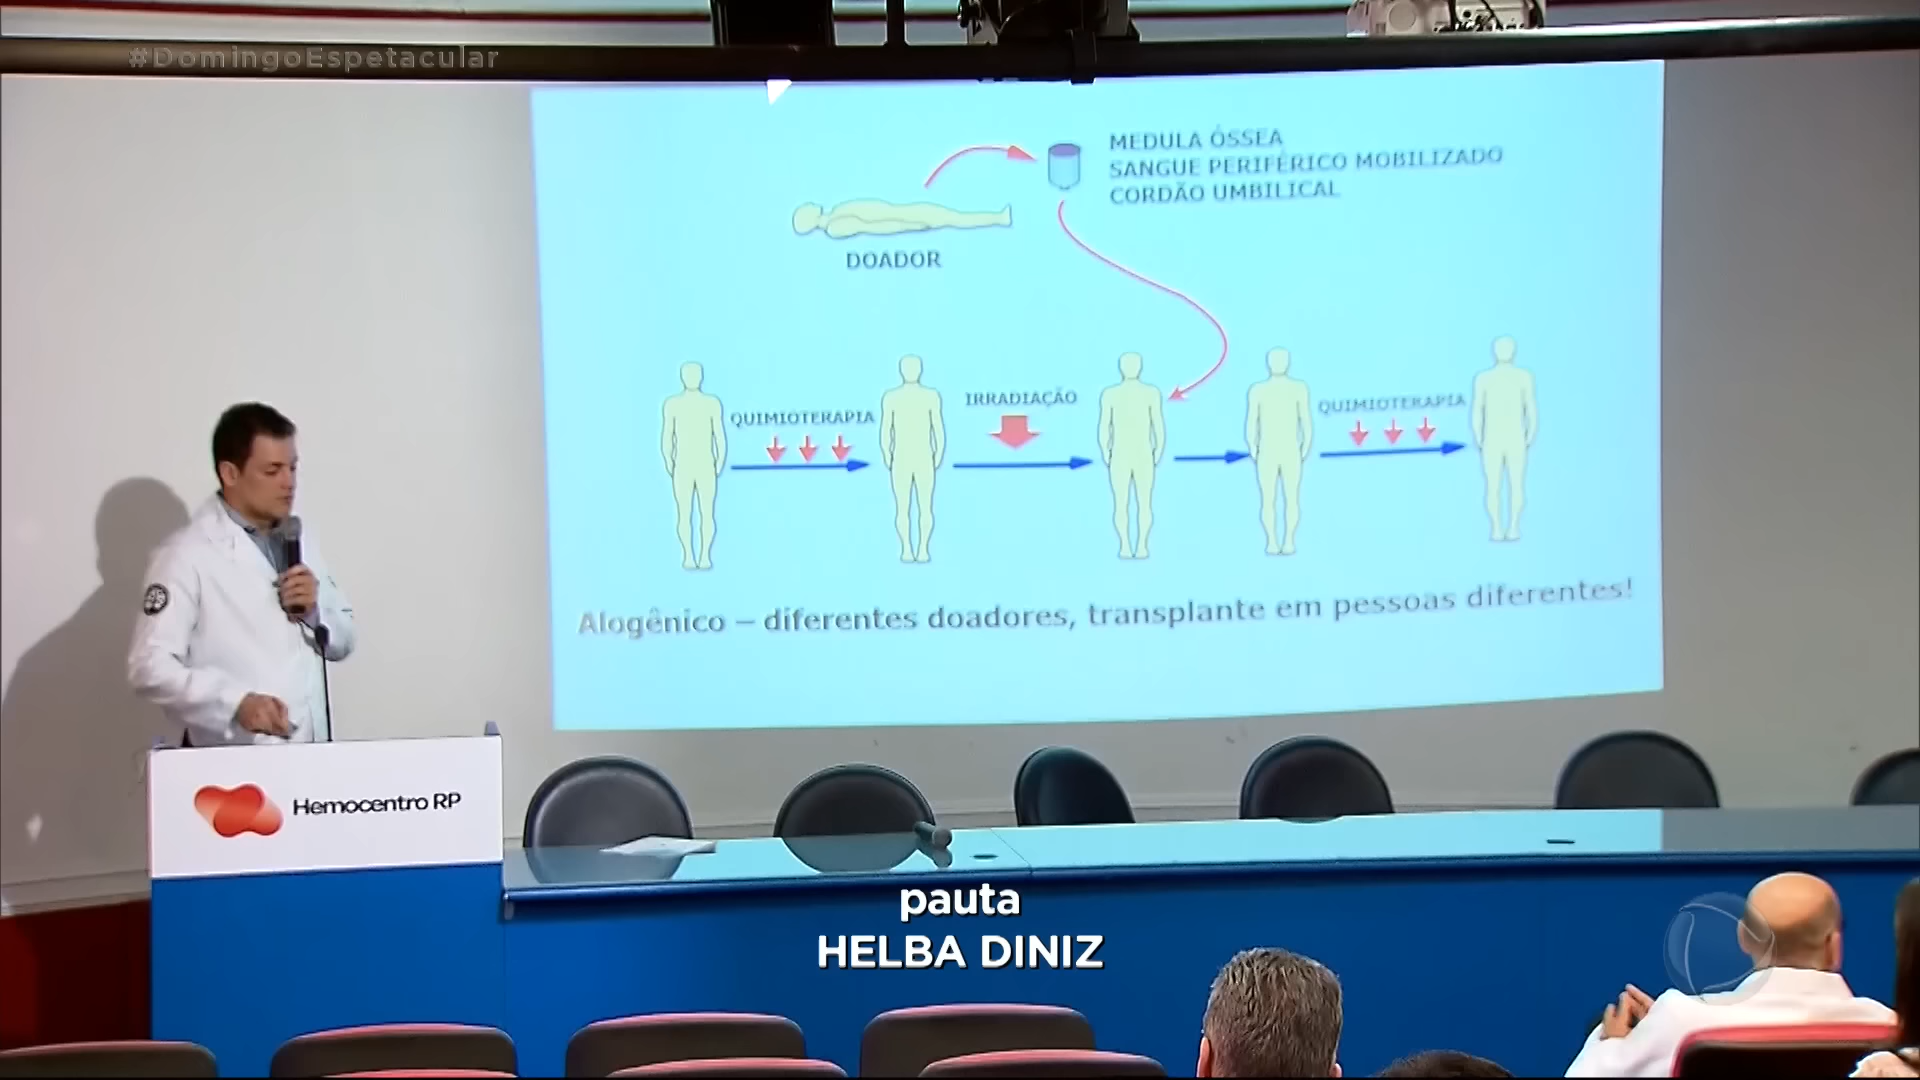 #DomingoEspetacular
MEDULA ÓSSEA
SANGUE PERIFÉRICO MOBILIZADO
CORDÃO UMBILICAL
DOADOR
QUIMIOTERAPIA
IRRADIAÇÃO
QUIMIOTERAPIA
Alogênico – diferentes doadores, transplante em pessoas diferentes!
Hemocentro RP
pauta
HELBA DINIZ